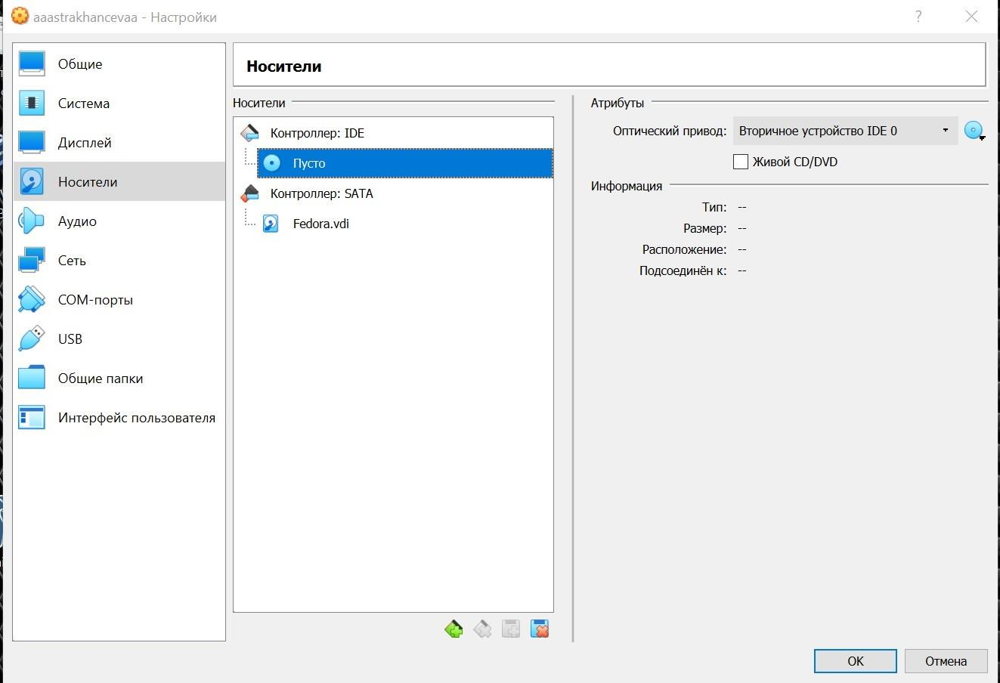 aaastrakhancevaa - Настройки
?
Общие
Система
Дисплей
Носители
Аудио
Сеть
COM-порты
USB
Общие папки
Интерфейс пользователя
Носители
Носители
Контроллер: IDE
Пусто
Контроллер: SATA
Fedora.vdi
Атрибуты
Оптический привод: Вторичное устройство IDE 0
Живой CD/DVD
Информация
Тип: --
Размер: --
Расположение: --
Подсоединён к: --
OK
Отмена